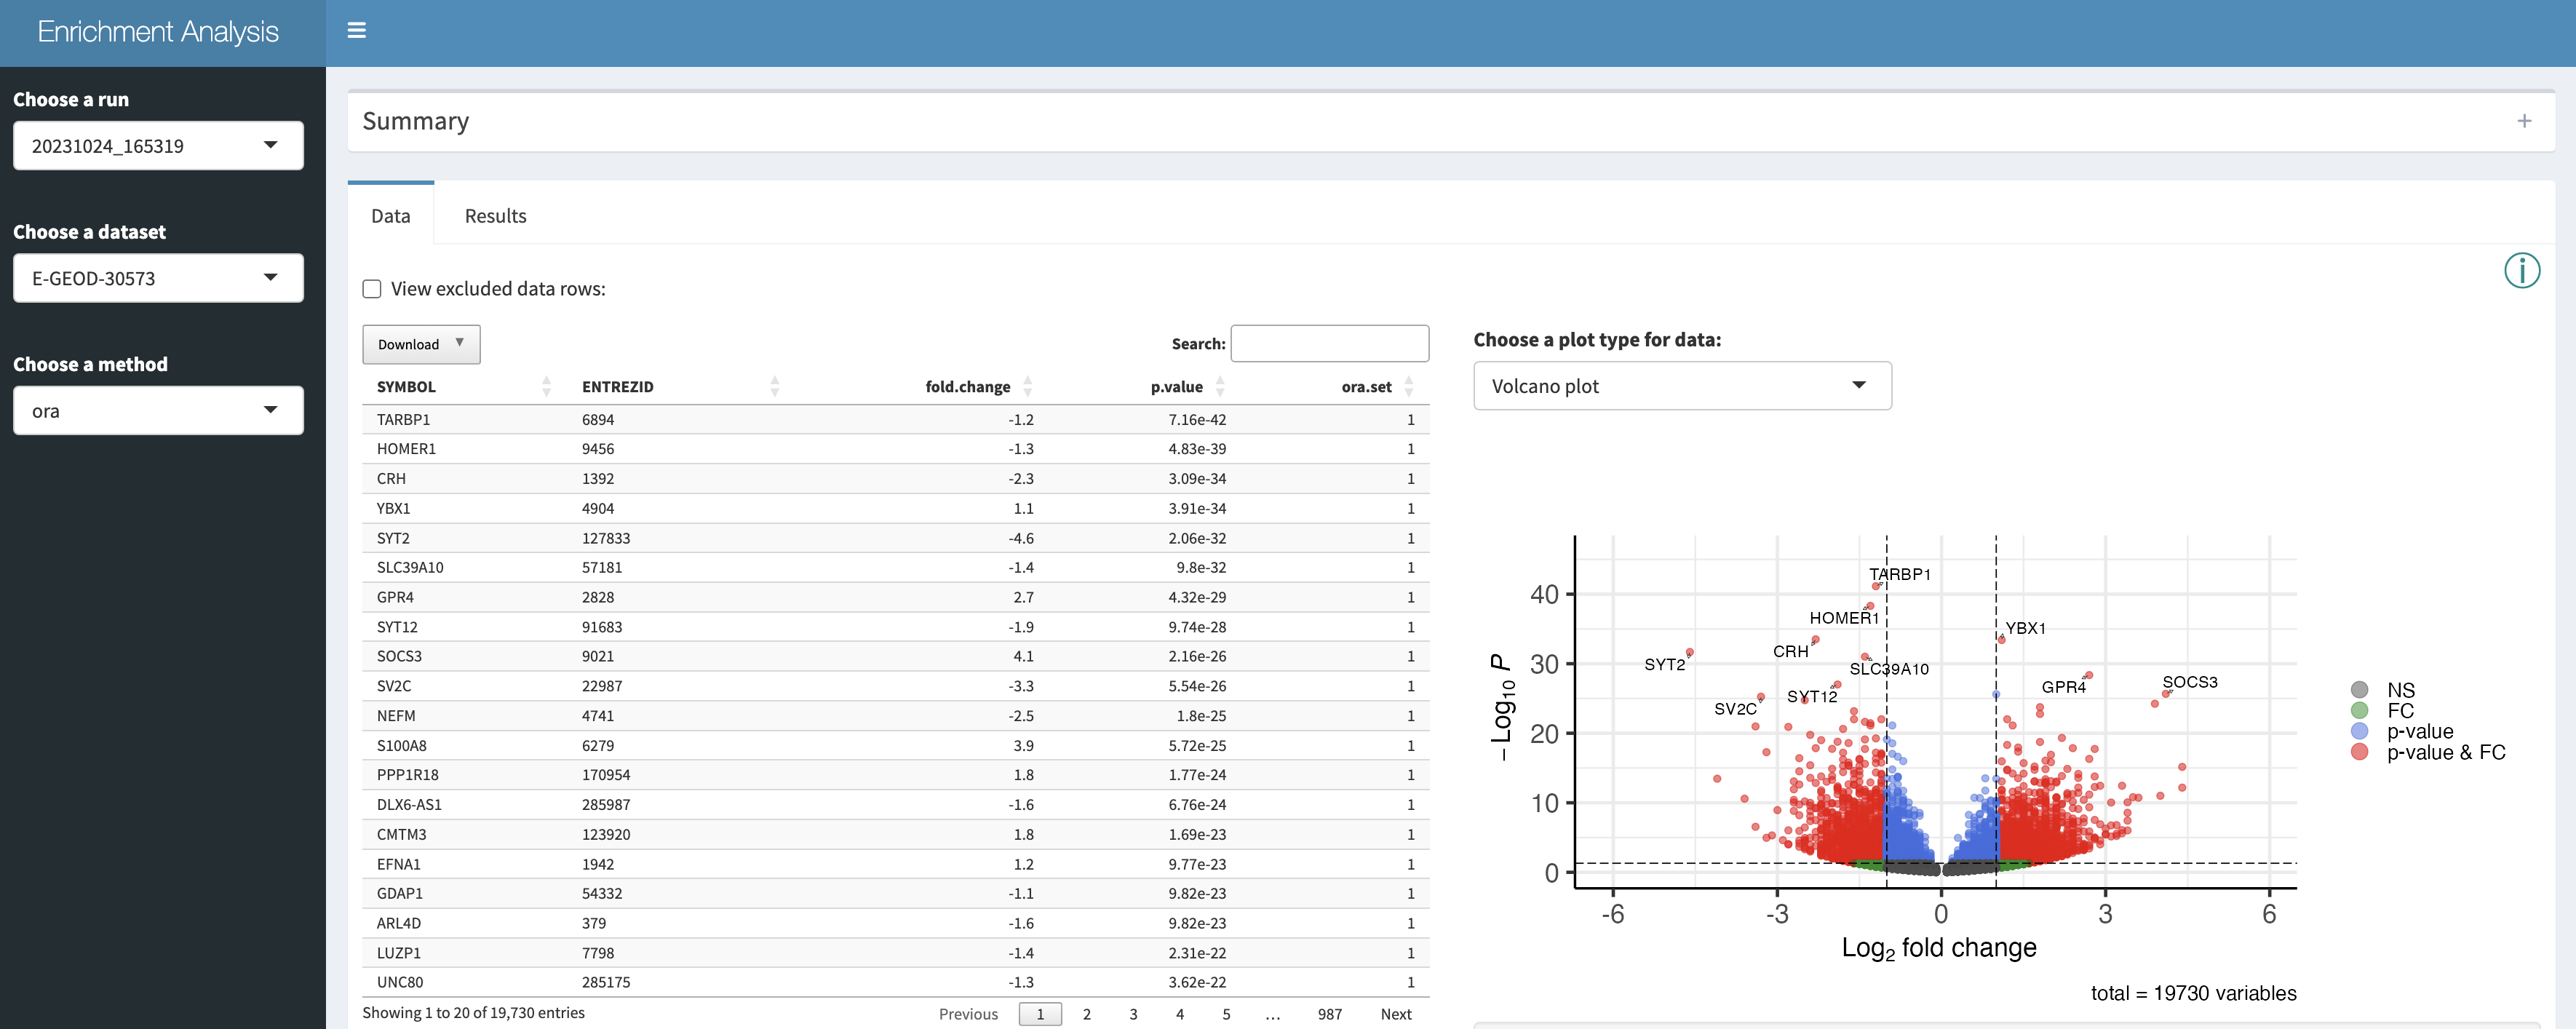 Enrichment Analysis
Choose a run
20231024_165319
Choose a dataset
E-GEOD-30573
Choose a method
ora
Summary
Data Results
View excluded data rows:
Download
Search:
SYMBOL ENTREZID fold.change p.value ora.set
TARBP1 6894 -1.2 7.16e-42 1
HOMER1 9456 -1.3 4.83e-39 1
CRH 1392 -2.3 3.09e-34 1
YBX1 4904 1.1 3.91e-34 1
SYT2 127833 -4.6 2.06e-32 1
SLC39A10 57181 -1.4 9.8e-32 1
GPR4 2828 2.7 4.32e-29 1
SYT12 91683 -1.9 9.74e-28 1
SOCS3 9021 4.1 2.16e-26 1
SV2C 22987 -3.3 5.54e-26 1
NEFM 4741 -2.5 1.8e-25 1
S100A8 6279 3.9 5.72e-25 1
PPP1R18 170954 1.8 1.77e-24 1
DLX6-AS1 285987 -1.6 6.76e-24 1
CMTM3 123920 1.8 1.69e-23 1
EFNA1 1942 1.2 9.77e-23 1
GDAP1 54332 -1.1 9.82e-23 1
ARL4D 379 -1.6 9.82e-23 1
LUZP1 7798 -1.4 2.31e-22 1
UNC80 285175 -1.3 3.62e-22 1
Showing 1 to 20 of 19,730 entries
Previous 1 2 3 4 5 … 987 Next
Choose a plot type for data:
Volcano plot
TARBP1
HOMER1
YBX1
CRH
SYT2
SLC39A10
SOCS3
GPR4
SYT12
SV2C
40
30
20
10
0
− Log₁₀ P
-6 -3 0 3 6
Log₂ fold change
NS
FC
p-value
p-value & FC
total = 19730 variables